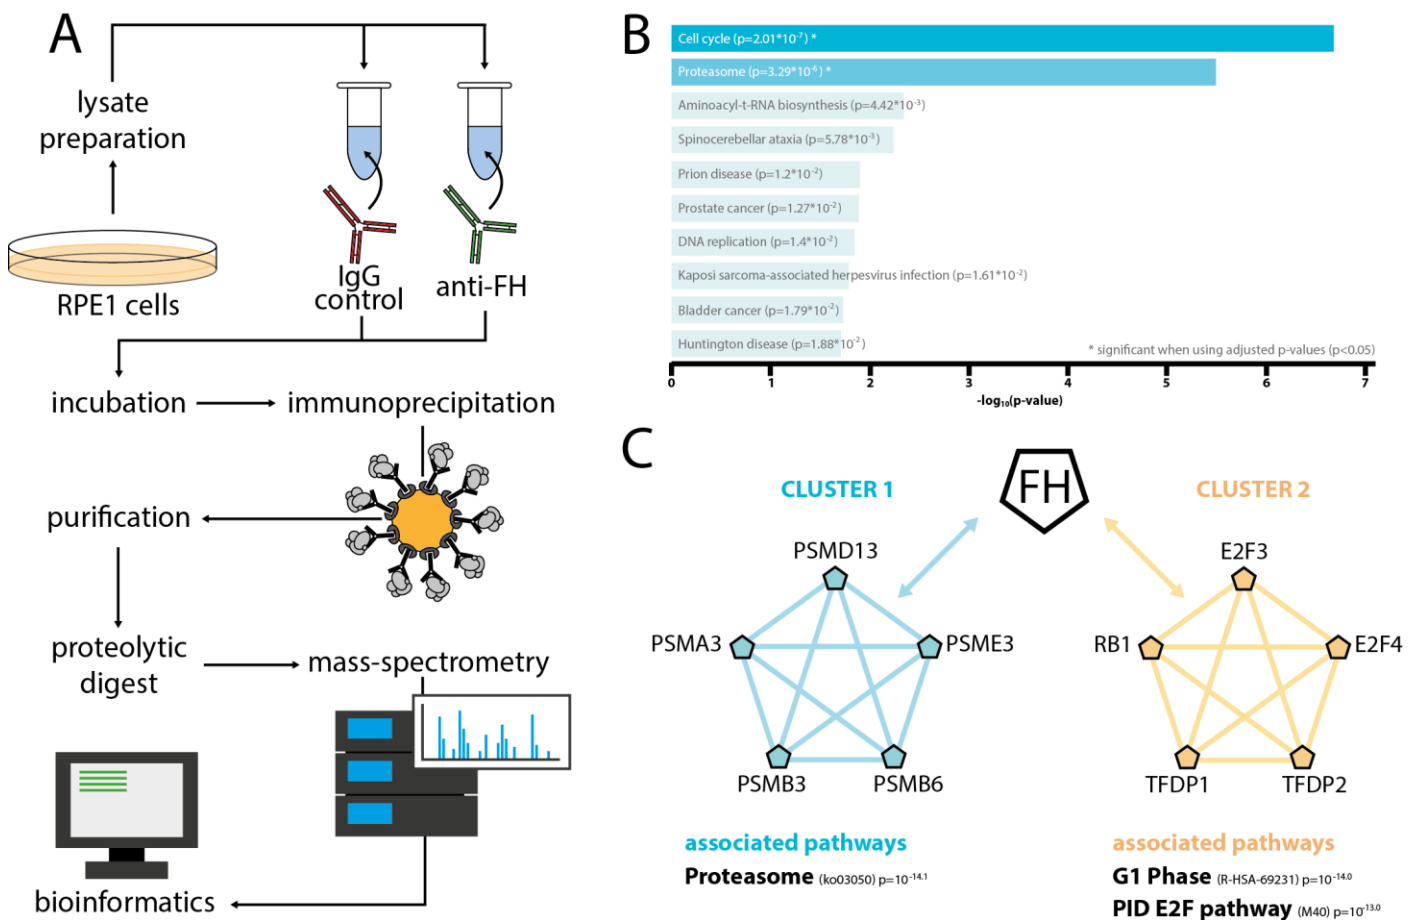 A
lysate
preparation
RPE1 cells
IgG
control
anti-FH
incubation
immunoprecipitation
purification
proteolytic
digest
mass-spectrometry
bioinformatics
B
Cell cycle (p=2.01*10⁻⁷) *
Proteasome (p=3.29*10⁻⁶) *
Aminoacyl-t-RNA biosynthesis (p=4.42*10⁻³)
Spinocerebellar ataxia (p=5.78*10⁻³)
Prion disease (p=1.2*10⁻²)
Prostate cancer (p=1.27*10⁻²)
DNA replication (p=1.4*10⁻²)
Kaposi sarcoma-associated herpesvirus infection (p=1.61*10⁻²)
Bladder cancer (p=1.79*10⁻²)
Huntington disease (p=1.88*10⁻²)
* significant when using adjusted p-values (p<0.05)
0 1 2 3 4 5 6 7
-log₁₀(p-value)
C
FH
CLUSTER 1
PSMD13
PSMA3
PSME3
PSMB3
PSMB6
associated pathways
Proteasome (ko03050) p=10⁻¹⁴·¹
CLUSTER 2
E2F3
RB1
E2F4
TFDP1
TFDP2
associated pathways
G1 Phase (R-HSA-69231) p=10⁻¹⁴·⁰
PID E2F pathway (M40) p=10⁻¹³·⁰